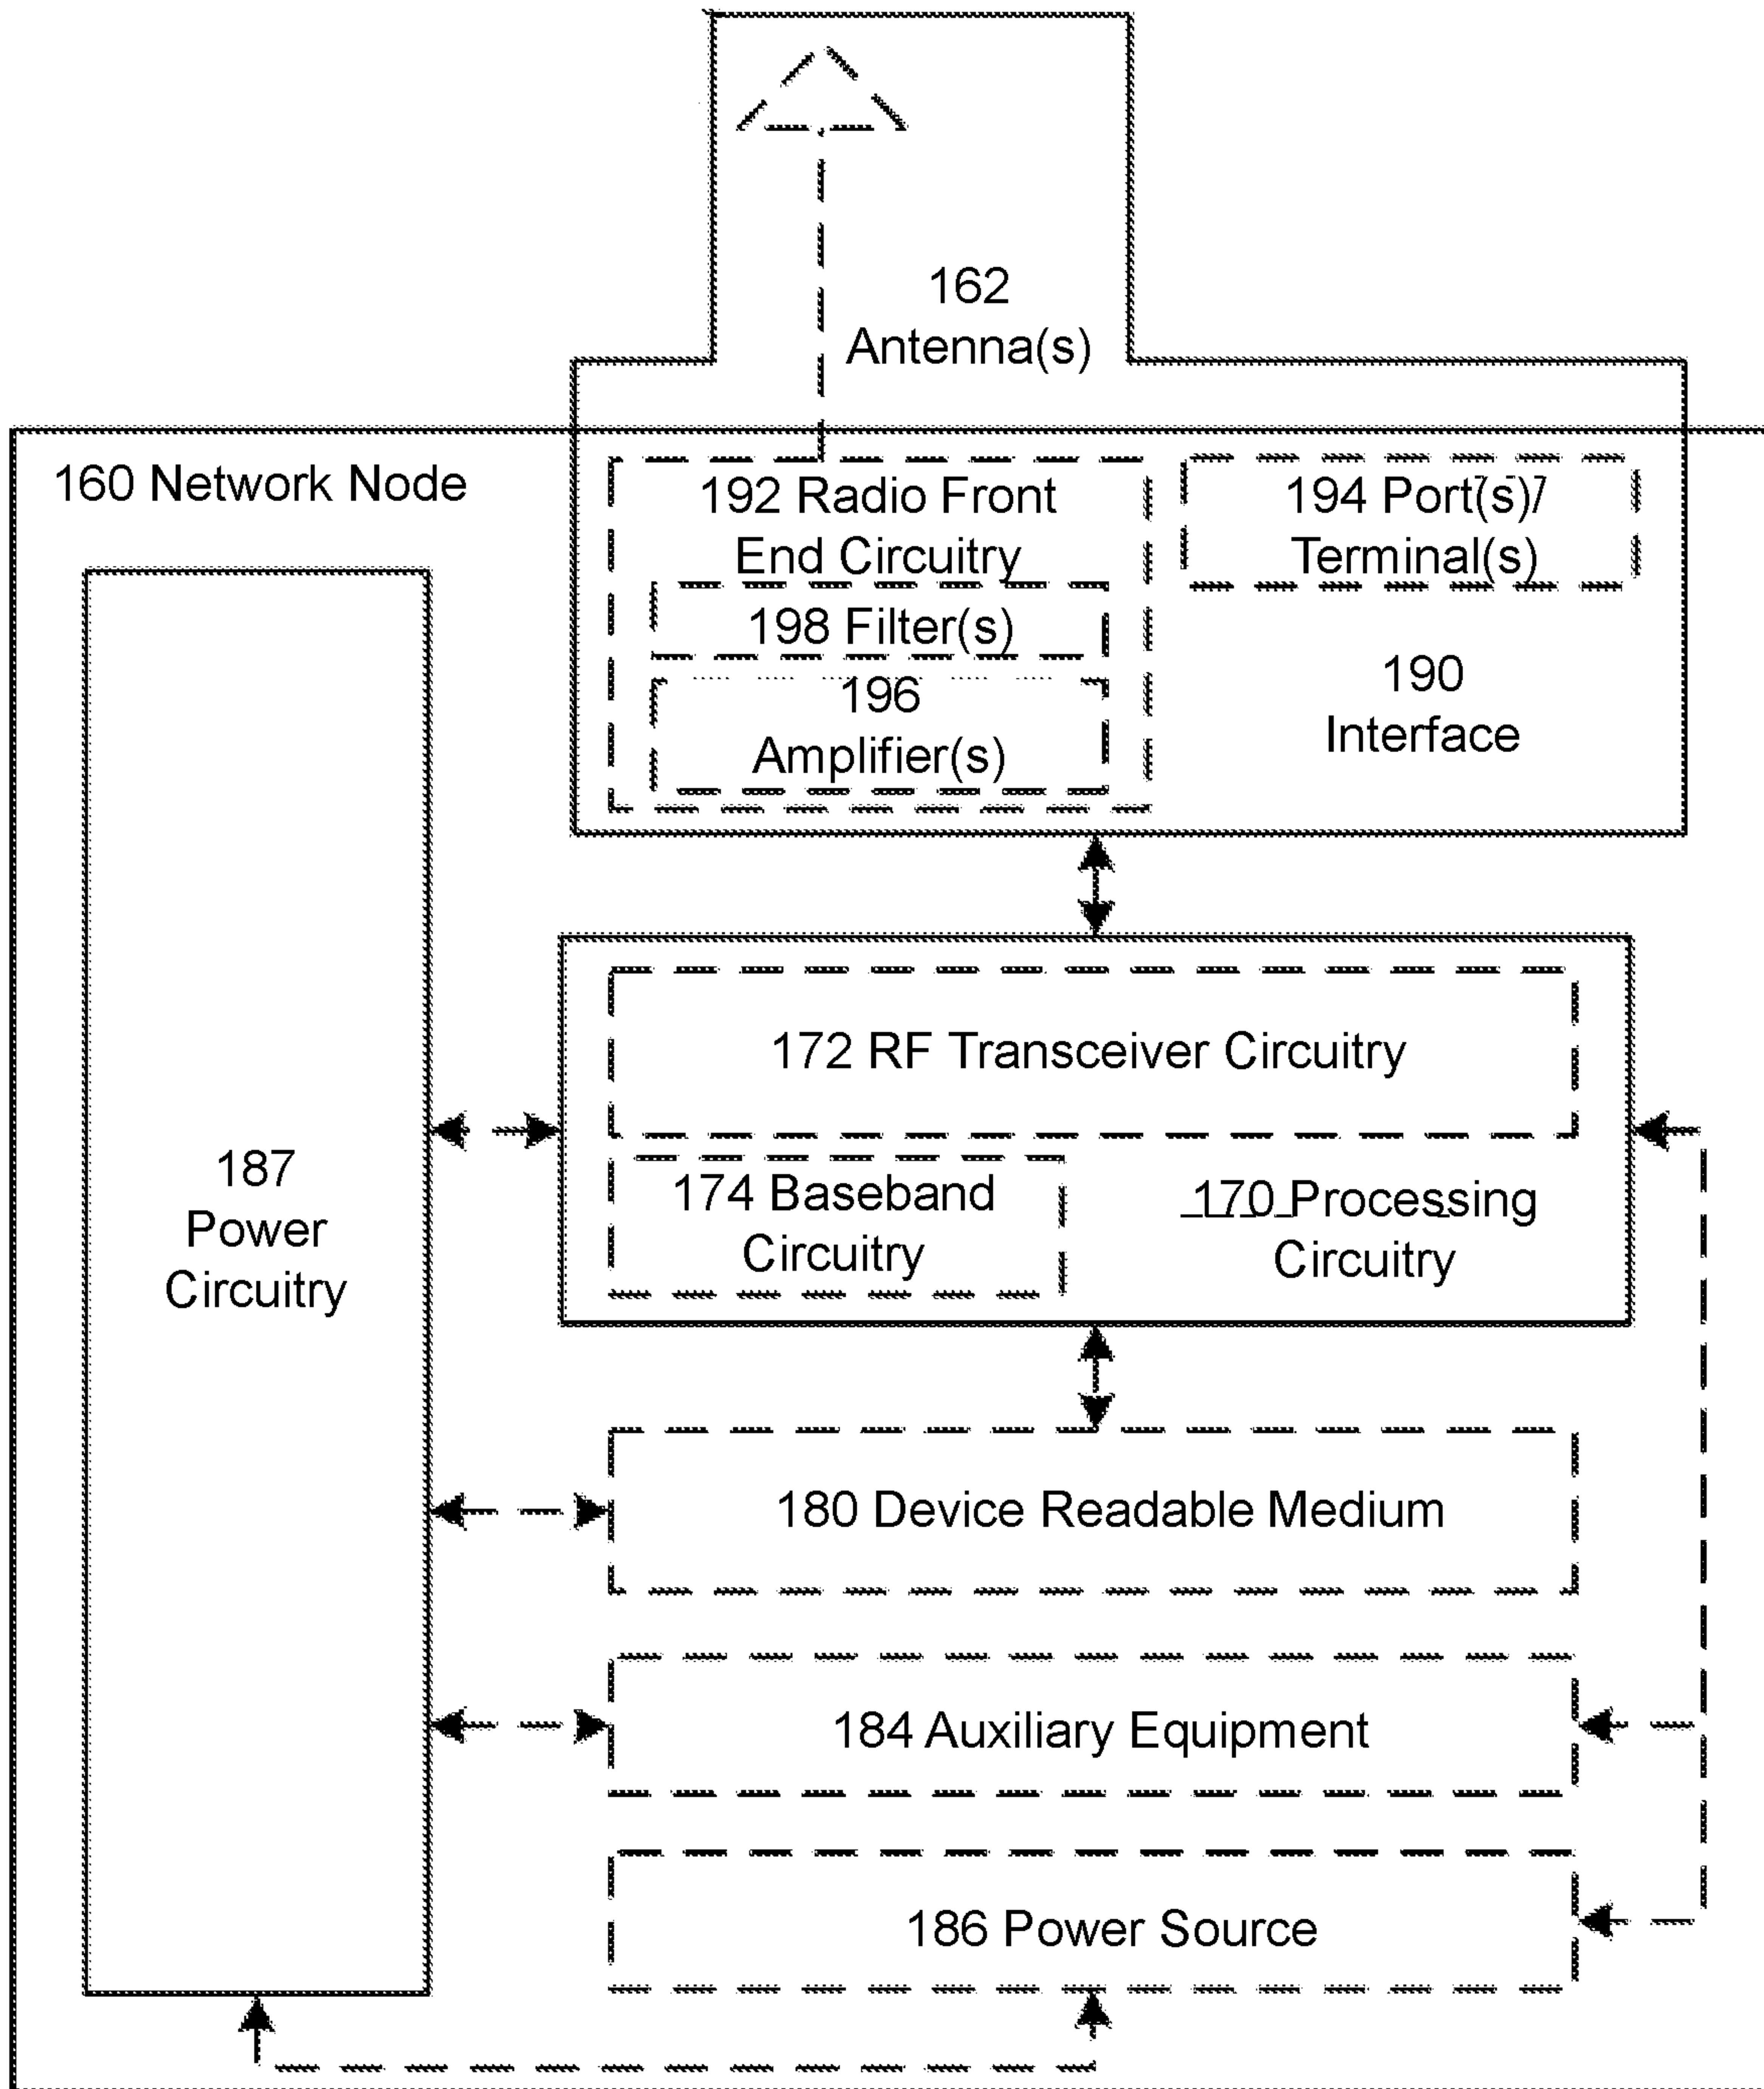 162
Antenna(s)
160 Network Node
192 Radio Front
End Circuitry
198 Filter(s)
196
Amplifier(s)
194 Port(s)/
Terminal(s)
190
Interface
187
Power
Circuitry
172 RF Transceiver Circuitry
174 Baseband
Circuitry
170 Processing
Circuitry
180 Device Readable Medium
184 Auxiliary Equipment
186 Power Source